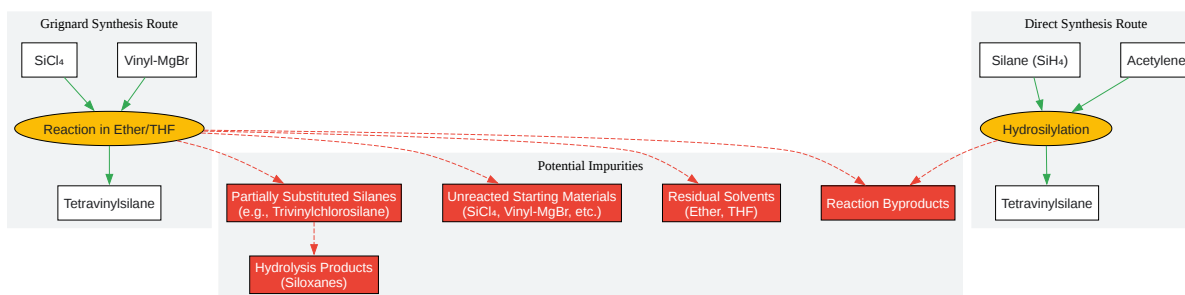 Grignard Synthesis Route
SiCl₄
Vinyl-MgBr
Reaction in Ether/THF
Tetravinylsilane
Potential Impurities
Partially Substituted Silanes
(e.g., Trivinylchlorosilane)
Unreacted Starting Materials
(SiCl₄, Vinyl-MgBr, etc.)
Residual Solvents
(Ether, THF)
Reaction Byproducts
Hydrolysis Products
(Siloxanes)
Direct Synthesis Route
Silane (SiH₄)
Acetylene
Hydrosilylation
Tetravinylsilane